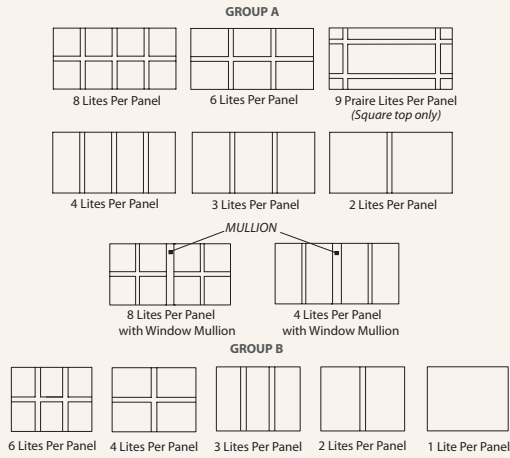 GROUP A
8 Lites Per Panel
6 Lites Per Panel
9 Praire Lites Per Panel
(Square top only)
4 Lites Per Panel
3 Lites Per Panel
2 Lites Per Panel
MULLION
8 Lites Per Panel
with Window Mullion
4 Lites Per Panel
with Window Mullion
GROUP B
6 Lites Per Panel
4 Lites Per Panel
3 Lites Per Panel
2 Lites Per Panel
1 Lite Per Panel